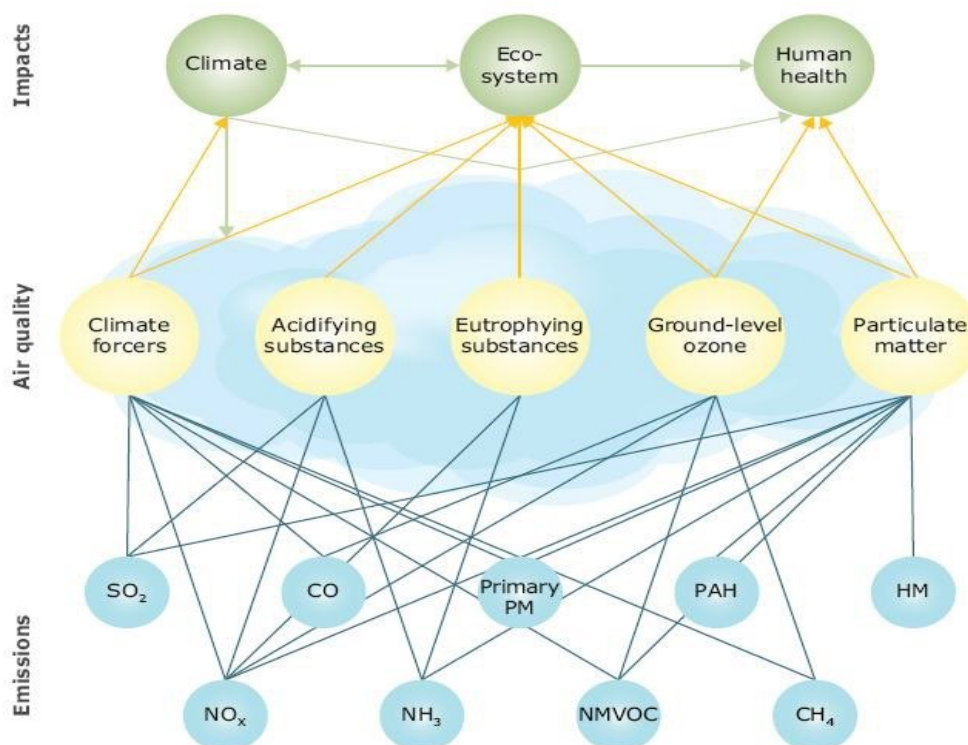 Impacts
Climate
Eco-
system
Human
health
Air quality
Climate
forcers
Acidifying
substances
Eutrophying
substances
Ground-level
ozone
Particulate
matter
Emissions
SO₂
CO
Primary
PM
PAH
HM
NOₓ
NH₃
NMVOC
CH₄